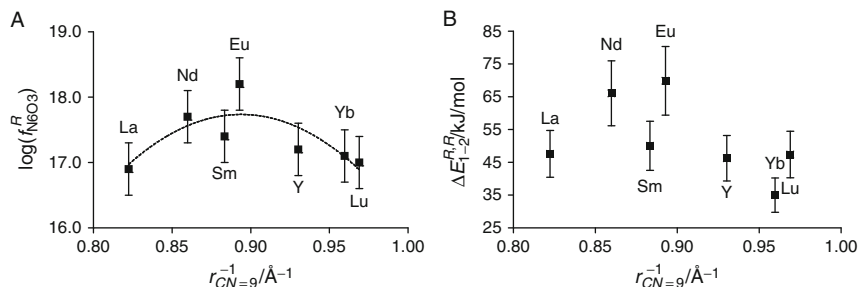 A
log(f^R_N6O3)
18.0
19.0
17.0
16.0
La
Nd
Eu
Sm
Y
Yb
Lu
0.80
0.85
0.90
0.95
1.00
r^−1_CN=9/Å−1
B
ΔE^R,R_1−2/kJ/mol
85
75
65
55
45
35
25
La
Nd
Eu
Sm
Y
Yb
Lu
0.80
0.85
0.90
0.95
1.00
r^−1_CN=9/Å−1